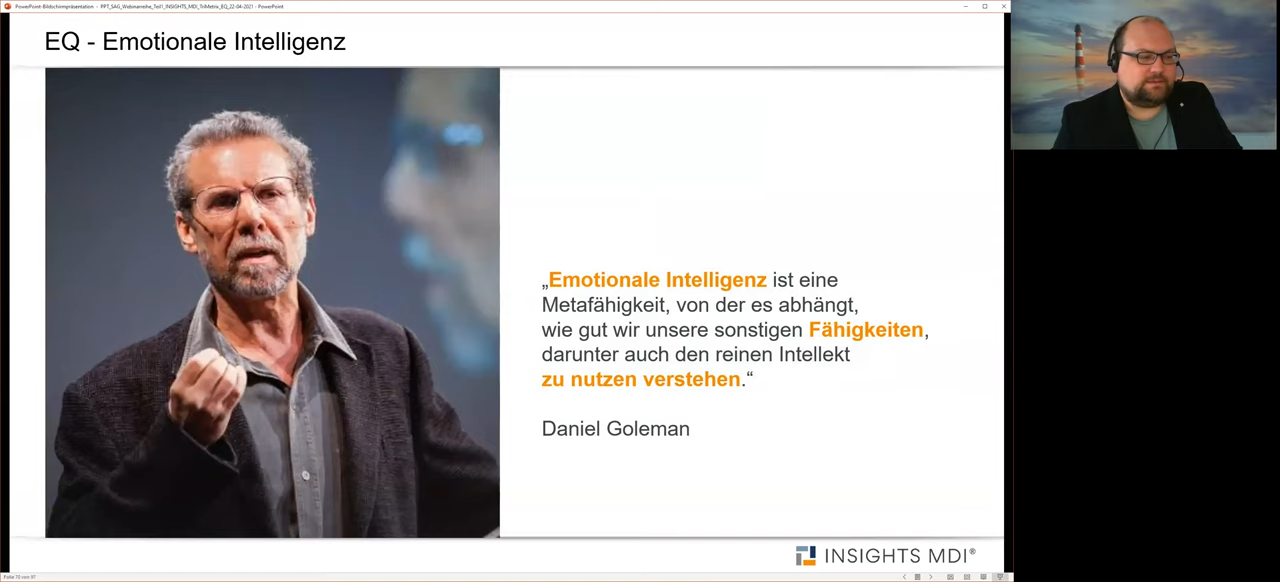 PowerPoint-Bildschirmpräsentation - PPT_SAG_Webinarreihe_Teil1_INSIGHTS_MDI_TriMetrix_EQ_22-04-2021 - PowerPoint
EQ - Emotionale Intelligenz
„Emotionale Intelligenz ist eine
Metafähigkeit, von der es abhängt,
wie gut wir unsere sonstigen Fähigkeiten,
darunter auch den reinen Intellekt
zu nutzen verstehen.“
Daniel Goleman
INSIGHTS MDI®
Folie 70 von 97